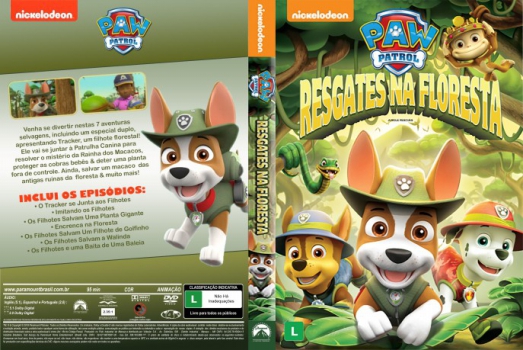 nickelodeon
PAW
PATROL
Venha se divertir nestas 7 aventuras
selvagens, incluindo um especial duplo,
apresentando Tracker, um filhote florestal!
Ele vai se juntar à Patrulha Canina para
resolver o mistério da Rainha dos Macacos,
proteger as cobras bebês & deter uma planta
fora de controle. Ainda, salvar um macaco das
antigas ruínas da floresta & muito mais!
INCLUI OS EPISÓDIOS:
• O Tracker se Junta aos Filhotes
• Imitando os Filhotes
• Os Filhotes Salvam Uma Planta Gigante
• Encrenca na Floresta
• Os Filhotes Salvam um Filhote de Golfinho
• Os Filhotes Salvam a Walinda
• Os Filhotes e uma Baita de Uma Baleia
www.paramountbrasil.com.br
COR
ANIMAÇÃO
DVD
CLASSIFICAÇÃO INDICATIVA
L
Não Há
Inadequações
Livre para todos os públicos
nickelodeon
PAW
PATROL
RESGATES NA FLORESTA
nickelodeon
PAW
PATROL
RESGATES NA FLORESTA
L